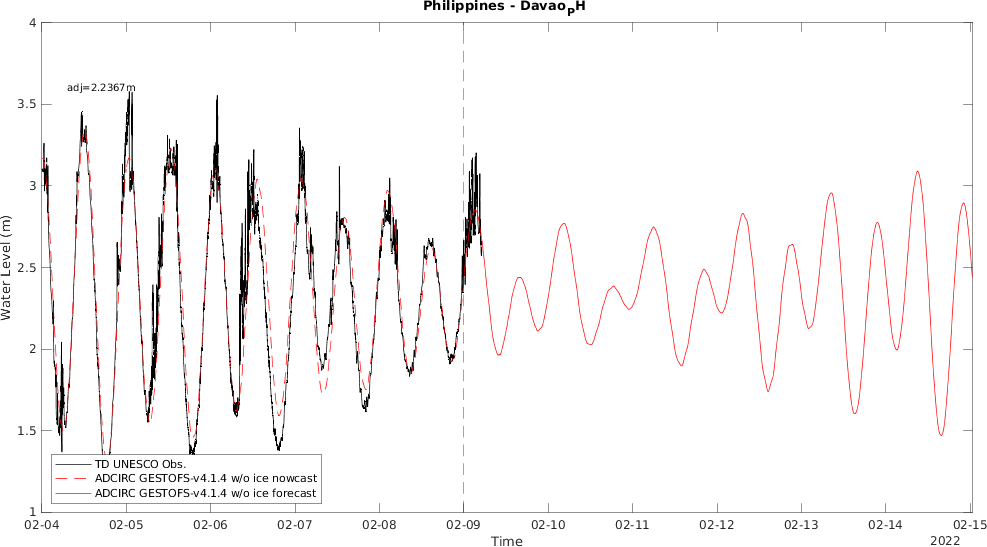 Philippines - DavaoPH
4
adj=2.2367m
3.5
3
2.5
2
1.5
1
Water Level (m)
TD UNESCO Obs.
ADCIRC GESTOFS-v4.1.4 w/o ice nowcast
ADCIRC GESTOFS-v4.1.4 w/o ice forecast
02-04 02-05 02-06 02-07 02-08 02-09 02-10 02-11 02-12 02-13 02-14 02-15
Time
2022